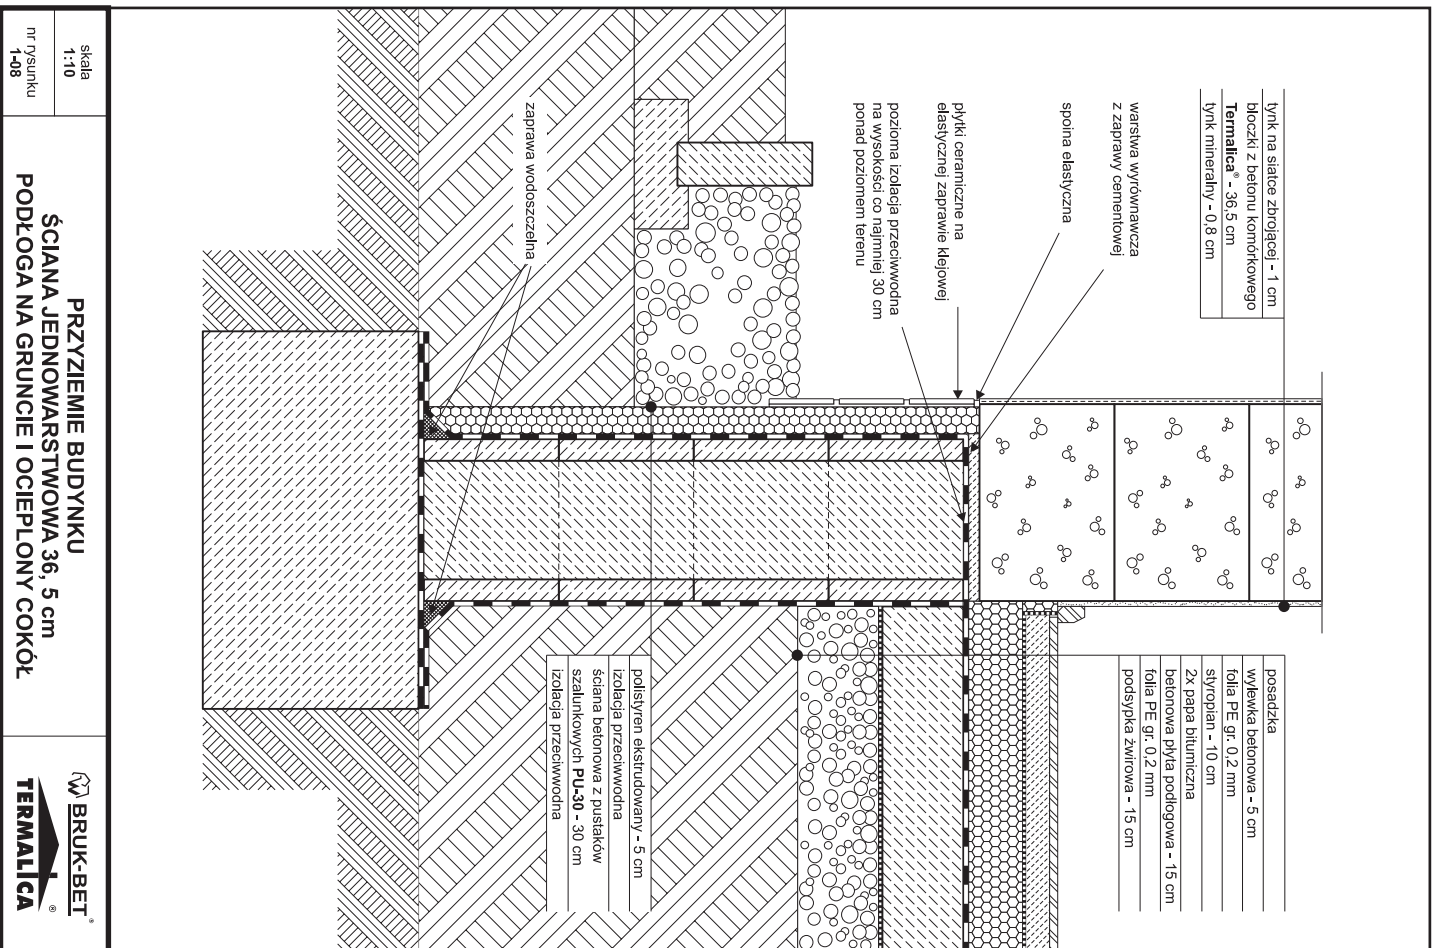 tynk na siatce zbrojącej - 1 cm
bloczki z betonu komórkowego
Termalica® - 36,5 cm
tynk mineralny - 0,8 cm
warstwa wyrównawcza
z zaprawy cementowej
spoina elastyczna
płytki ceramiczne na
elastycznej zaprawie klejowej
pozioma izolacja przeciwwodna
na wysokości co najmniej 30 cm
ponad poziomem terenu
zaprawa wodoszczelna
posadzka
wylewka betonowa - 5 cm
folia PE gr. 0,2 mm
styropian - 10 cm
2x papa bitumiczna
betonowa płyta podłogowa - 15 cm
folia PE gr. 0,2 mm
podsypka żwirowa - 15 cm
polistyren ekstrudowany - 5 cm
izolacja przeciwwodna
ściana betonowa z pustaków
szalunkowych PU-30 - 30 cm
izolacja przeciwwodna
skala
1:10
nr rysunku
1-08
PRZYZIEMIE BUDYNKU
ŚCIANA JEDNOWARSTWOWA 36, 5 cm
PODŁOGA NA GRUNCIE I OCIEPLONY COKÓŁ
BRUK-BET®
TERMALICA®